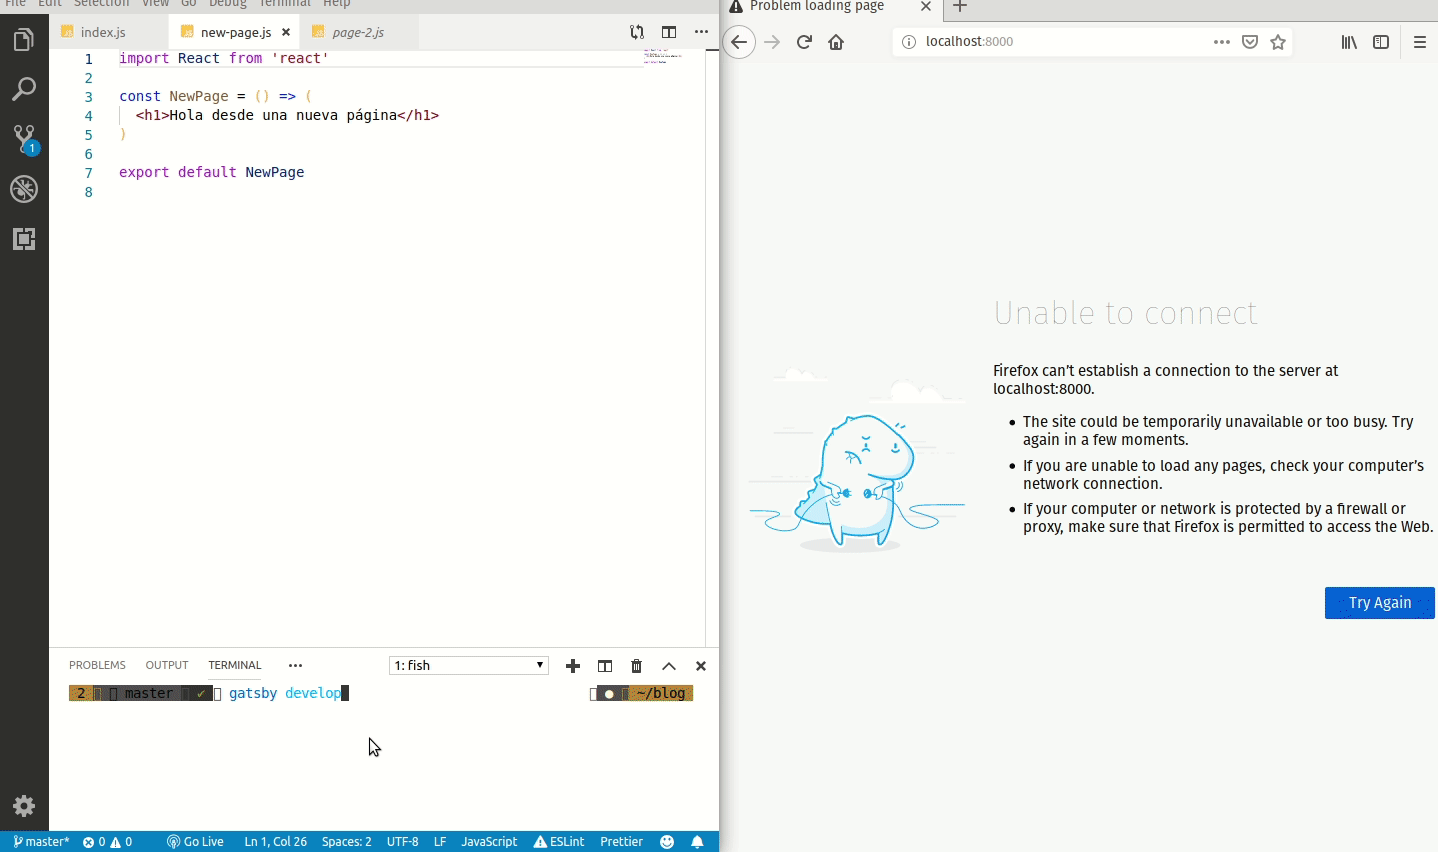 File Edit Selection View Go Debug Terminal Help
index.js new-page.js page-2.js
1 import React from 'react'
2
3 const NewPage = () => (
4 <h1>Hola desde una nueva página</h1>
5 )
6
7 export default NewPage
8
1
PROBLEMS OUTPUT TERMINAL ••• 1: fish
2 master ✓ gatsby develop ~/blog
master* 0 0 Go Live Ln 1, Col 26 Spaces: 2 UTF-8 LF JavaScript ESLint Prettier
Problem loading page
localhost:8000
Unable to connect
Firefox can’t establish a connection to the server at
localhost:8000.
• The site could be temporarily unavailable or too busy. Try
again in a few moments.
• If you are unable to load any pages, check your computer’s
network connection.
• If your computer or network is protected by a firewall or
proxy, make sure that Firefox is permitted to access the Web.
Try Again